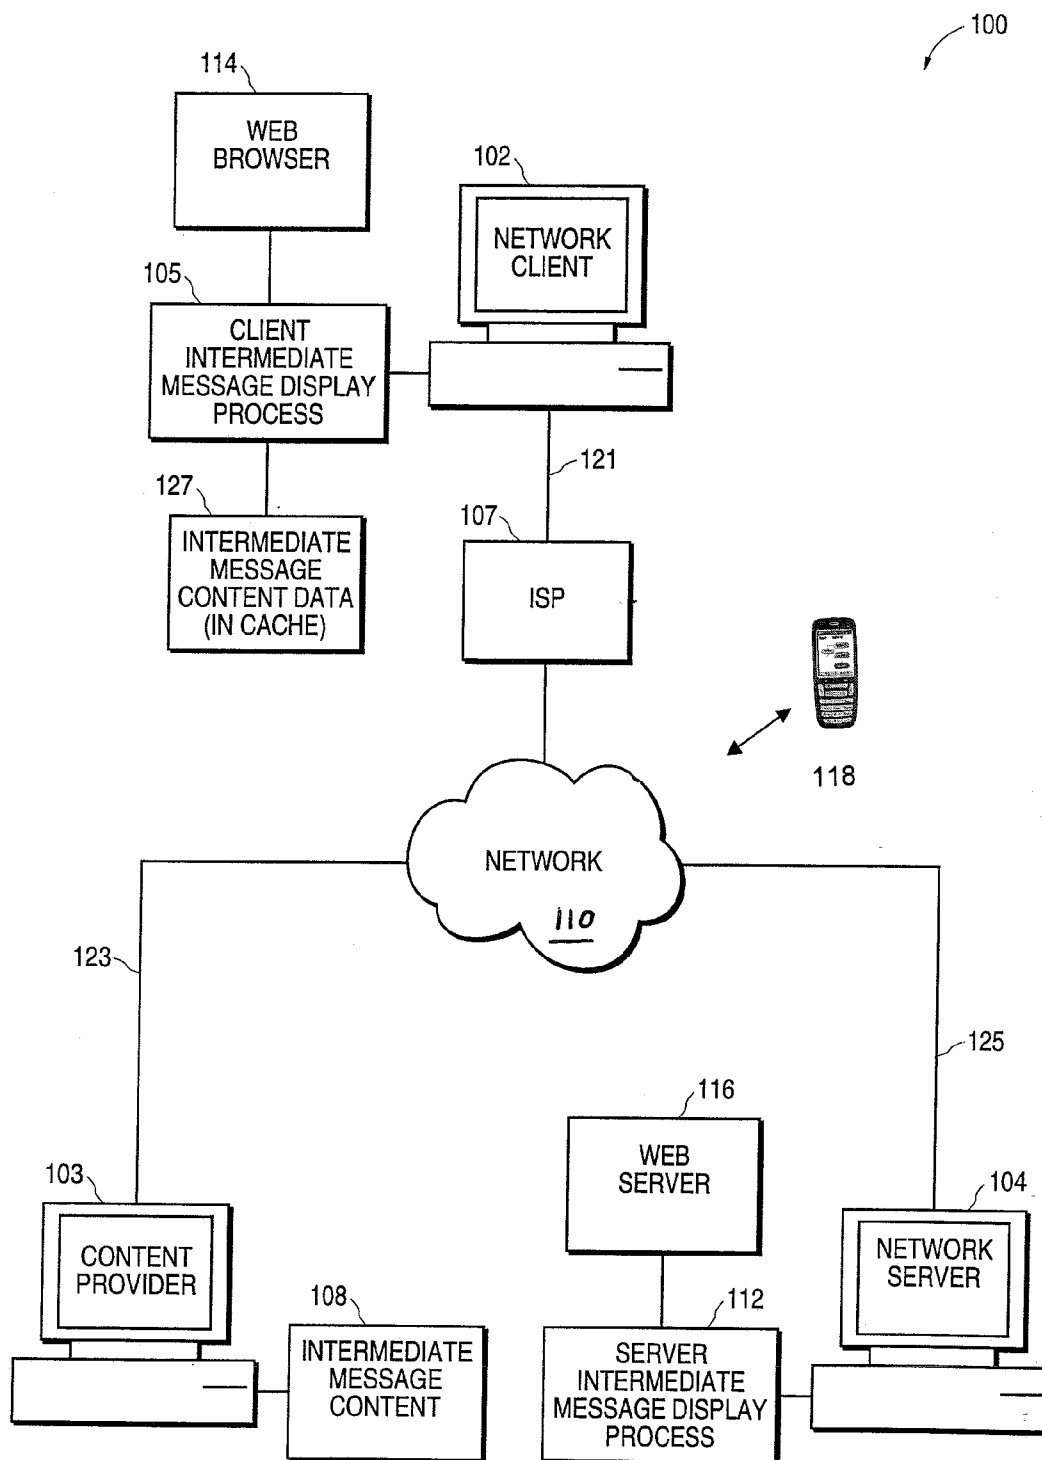 100
114
WEB
BROWSER
102
NETWORK
CLIENT
105
CLIENT
INTERMEDIATE
MESSAGE DISPLAY
PROCESS
121
127
INTERMEDIATE
MESSAGE
CONTENT DATA
(IN CACHE)
107
ISP
118
NETWORK
110
123
125
116
WEB
SERVER
103
CONTENT
PROVIDER
104
NETWORK
SERVER
108
INTERMEDIATE
MESSAGE
CONTENT
112
SERVER
INTERMEDIATE
MESSAGE DISPLAY
PROCESS